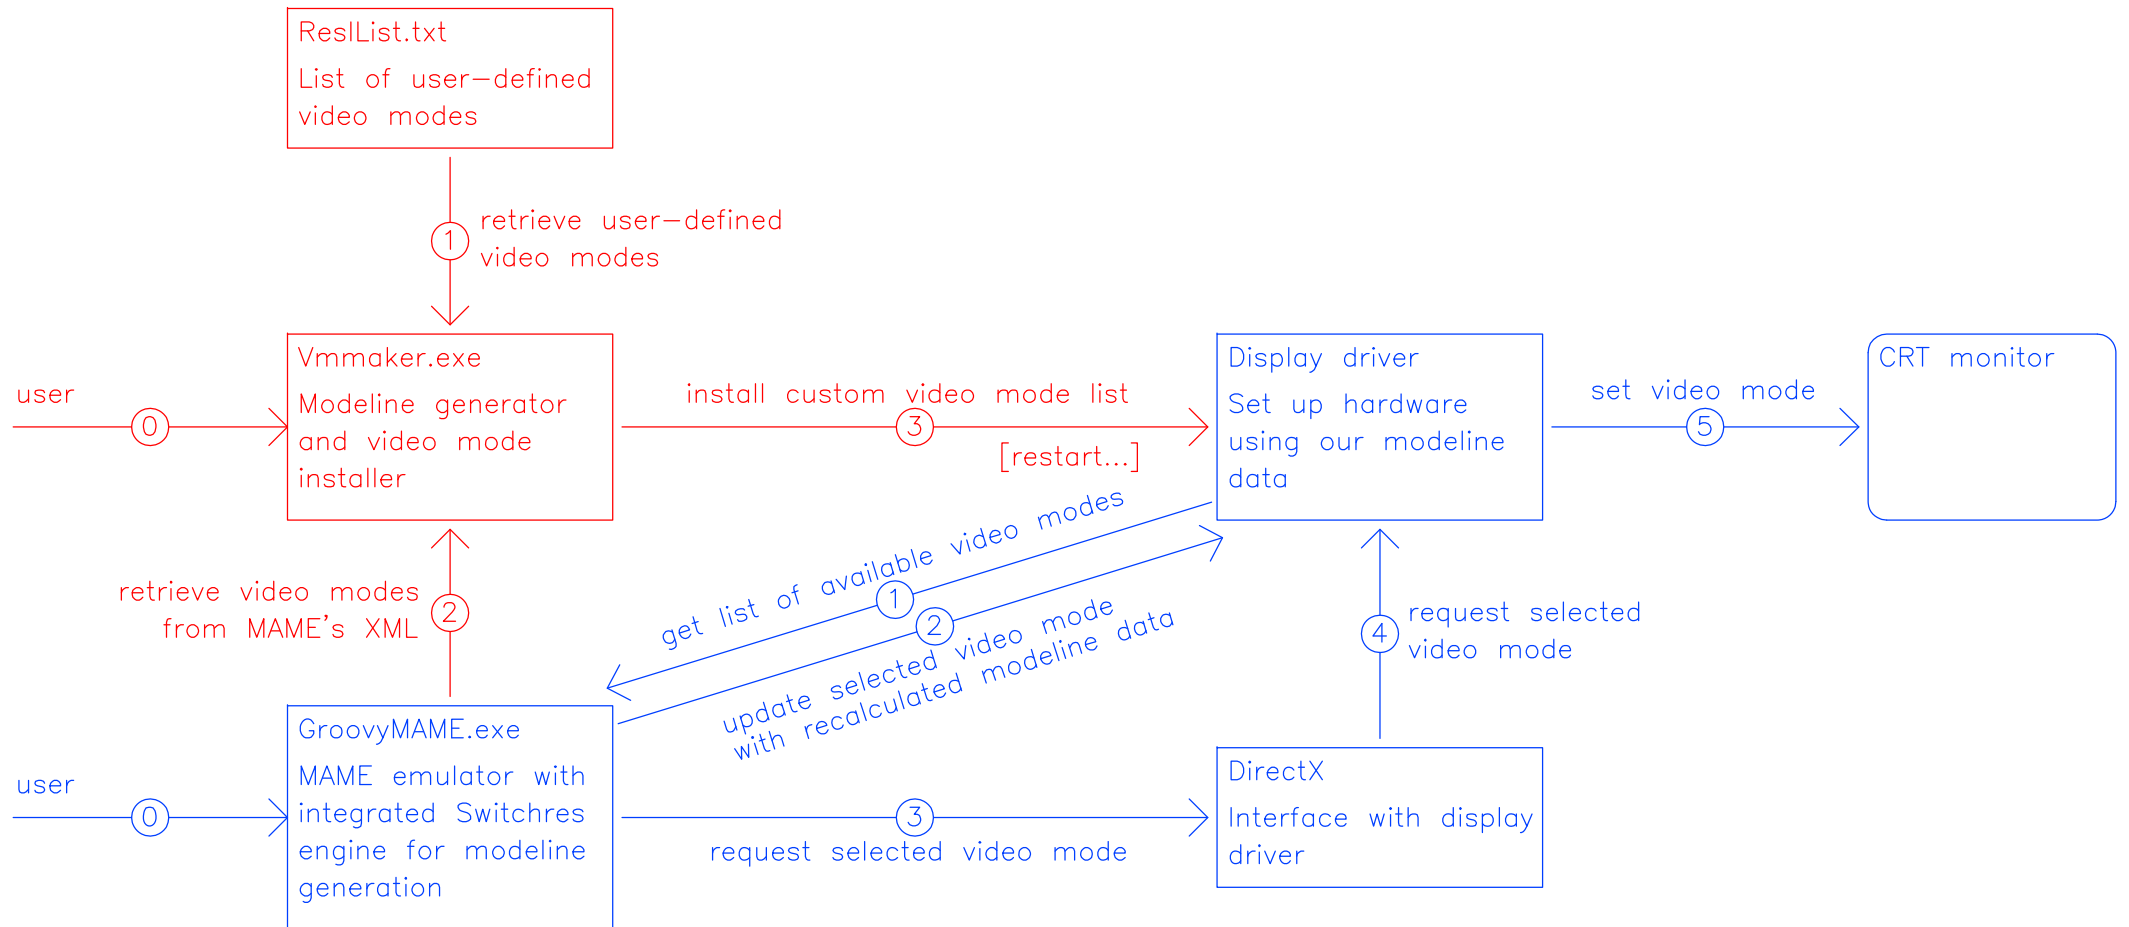 ReslList.txt
List of user-defined
video modes
1
retrieve user-defined
video modes
user
0
Vmmaker.exe
Modeline generator
and video mode
installer
install custom video mode list
3
[restart...]
Display driver
Set up hardware
using our modeline
data
set video mode
5
CRT monitor
retrieve video modes
from MAME's XML
2
get list of available video modes
1
2
update selected video mode
with recalculated modeline data
4
request selected
video mode
user
0
GroovyMAME.exe
MAME emulator with
integrated Switchres
engine for modeline
generation
3
request selected video mode
DirectX
Interface with display
driver